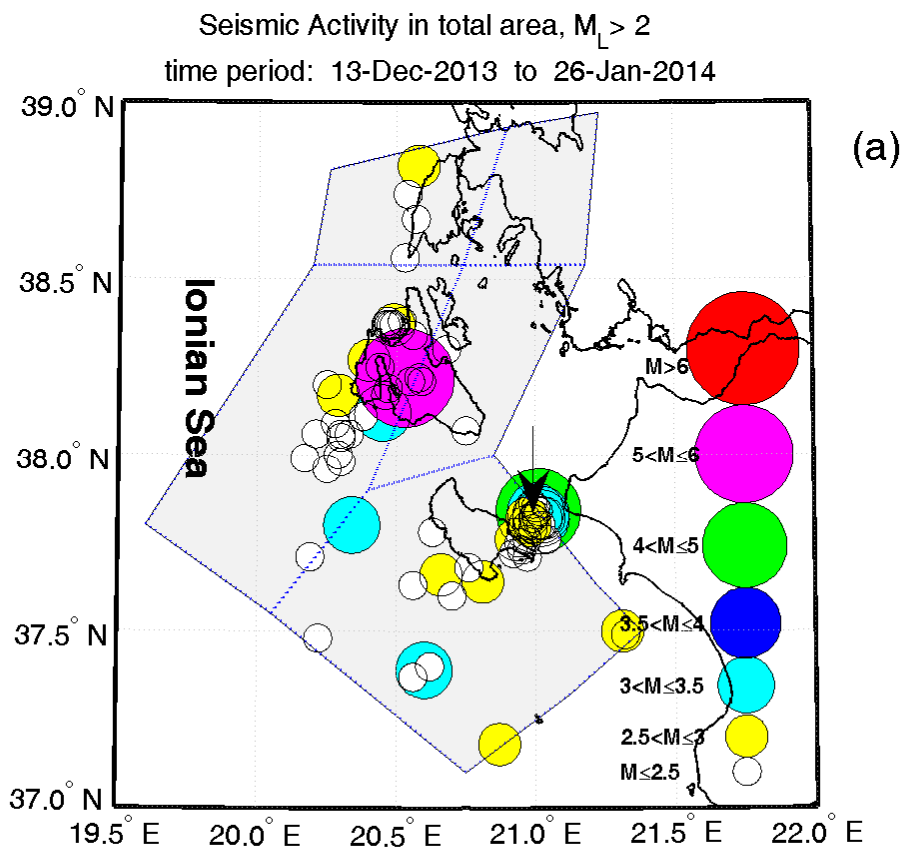 Seismic Activity in total area, M_L> 2
time period: 13-Dec-2013 to 26-Jan-2014
(a)
39.0° N
38.5° N
38.0° N
37.5° N
37.0° N
Ionian Sea
M>6
5<M≤6
4<M≤5
3.5<M≤4
3<M≤3.5
2.5<M≤3
M≤2.5
19.5° E 20.0° E 20.5° E 21.0° E 21.5° E 22.0° E